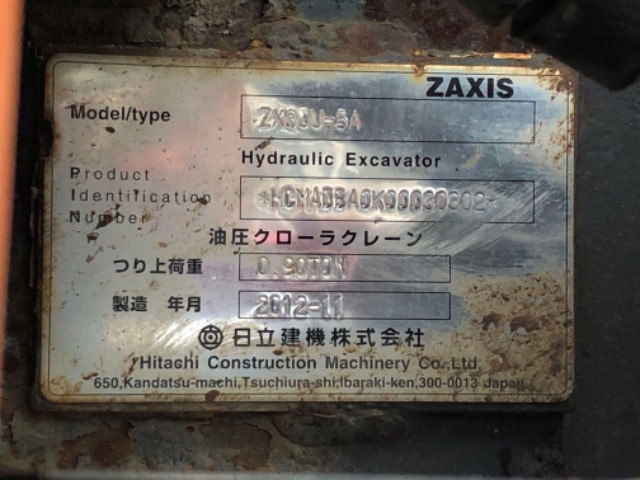 ZAXIS
Model/type ZX30U-5A
Hydraulic Excavator
Product
Identification *HCMADBA0K00030302*
Number
油圧クローラクレーン
つり上荷重 0.90TON
製造 年月 2012-11
日立建機株式会社
Hitachi Construction Machinery Co.,Ltd.
650,Kandatsu-machi,Tsuchiura-shi,Ibaraki-ken,300-0013 Japan